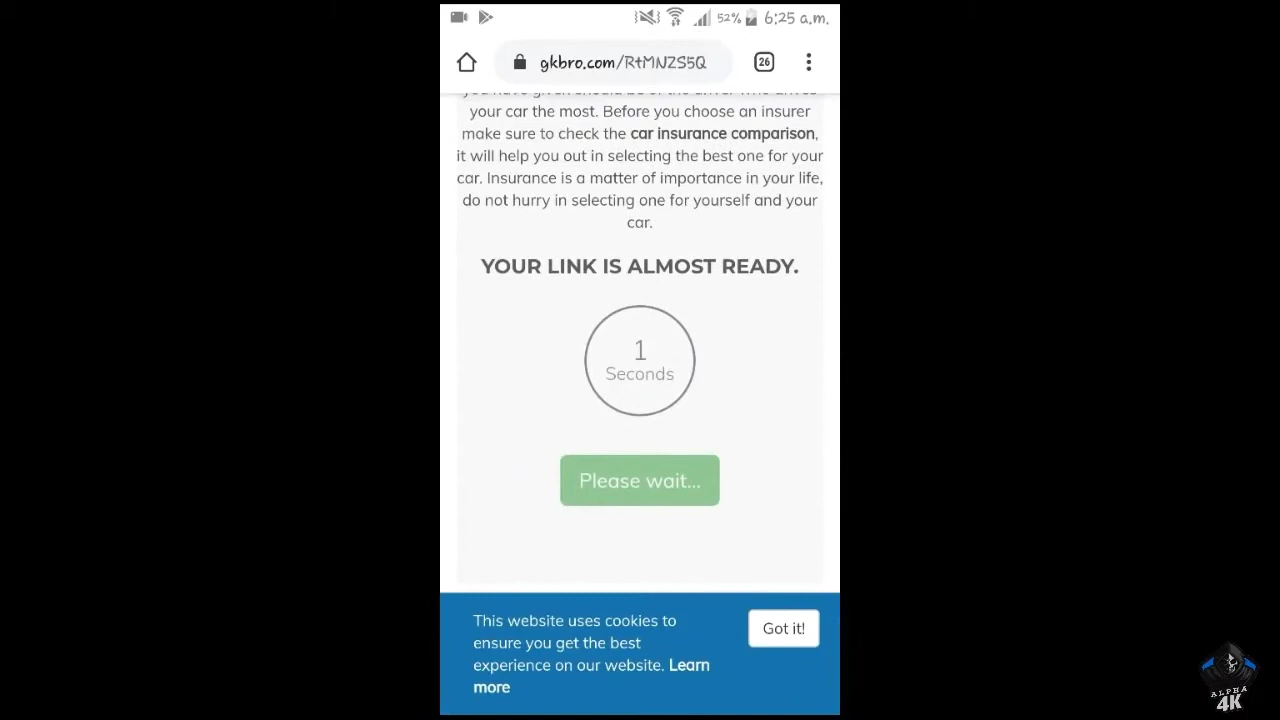 52% 6:25 a.m.
gkbro.com/RtMNZS5Q 26
your car the most. Before you choose an insurer
make sure to check the car insurance comparison,
it will help you out in selecting the best one for your
car. Insurance is a matter of importance in your life,
do not hurry in selecting one for yourself and your
car.
YOUR LINK IS ALMOST READY.
1
Seconds
Please wait...
This website uses cookies to
ensure you get the best
experience on our website. Learn
more
Got it!
ALPHA
4K